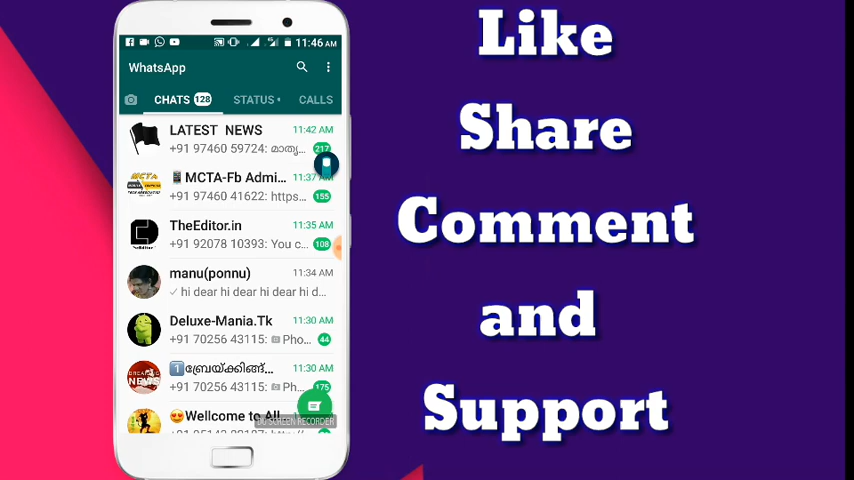 11:46 AM
WhatsApp
CHATS 128 STATUS CALLS
LATEST NEWS 11:42 AM
+91 97460 59724: മാതൃ... 217
MCTA-Fb Admi... 11:37
+91 97460 41622: https... 155
TheEditor.in 11:35 AM
+91 92078 10393: You c... 108
manu(ponnu) 11:34 AM
hi dear hi dear hi dear hi d...
Deluxe-Mania.Tk 11:30 AM
+91 70256 43115: Pho... 44
1 ബ്രേയ്ക്കിങ്ങ്... 11:30 AM
+91 70256 43115: Ph... 175
Wellcome to All
DU SCREEN RECORDER
MCTA
BREAKING
NEWS
Like
Share
Comment
and
Support